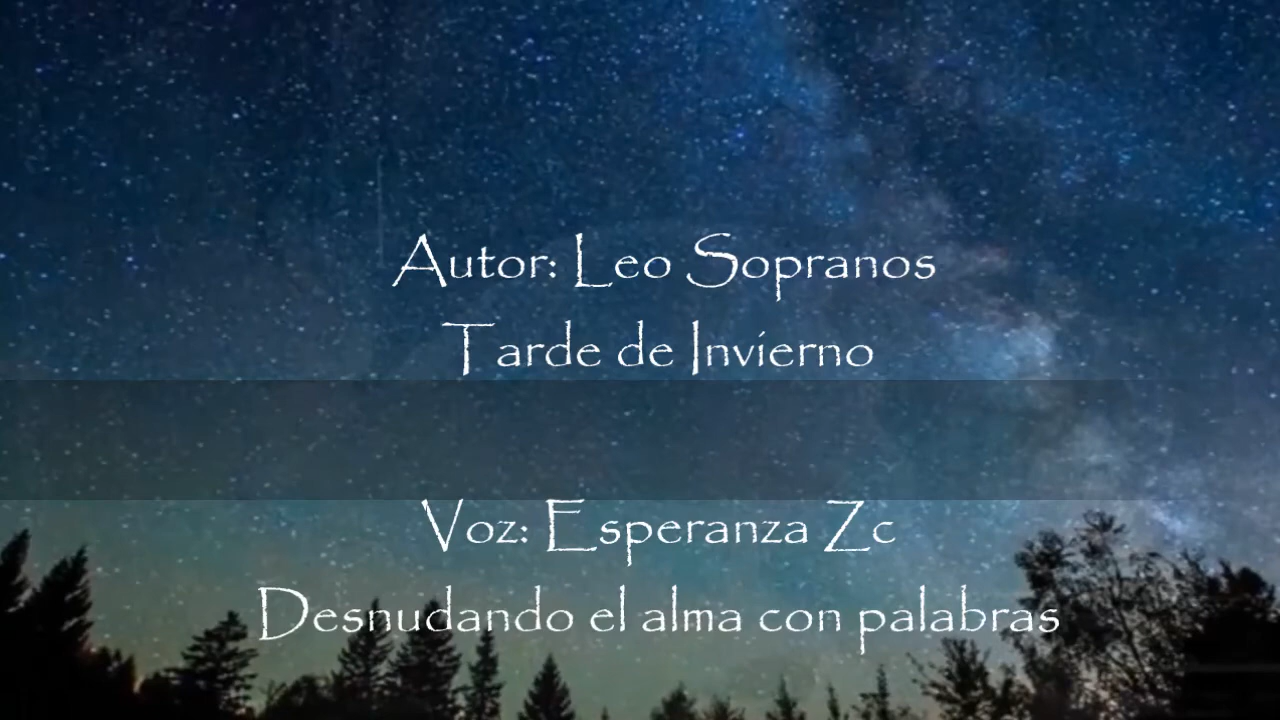 Autor: Leo Sopranos
Tarde de Invierno
Voz: Esperanza Zc
Desnudando el alma con palabras